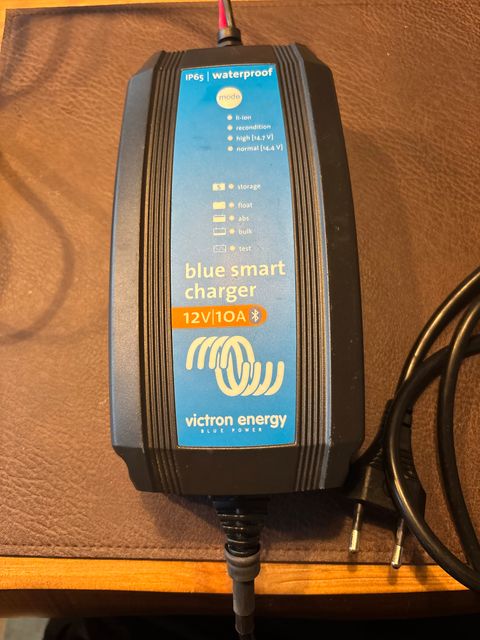 IP65 | waterproof
mode
li-ion
recondition
high [14.7 V]
normal [14.4 V]
storage
float
abs
bulk
test
blue smart
charger
12V|10A
victron energy
BLUE POWER